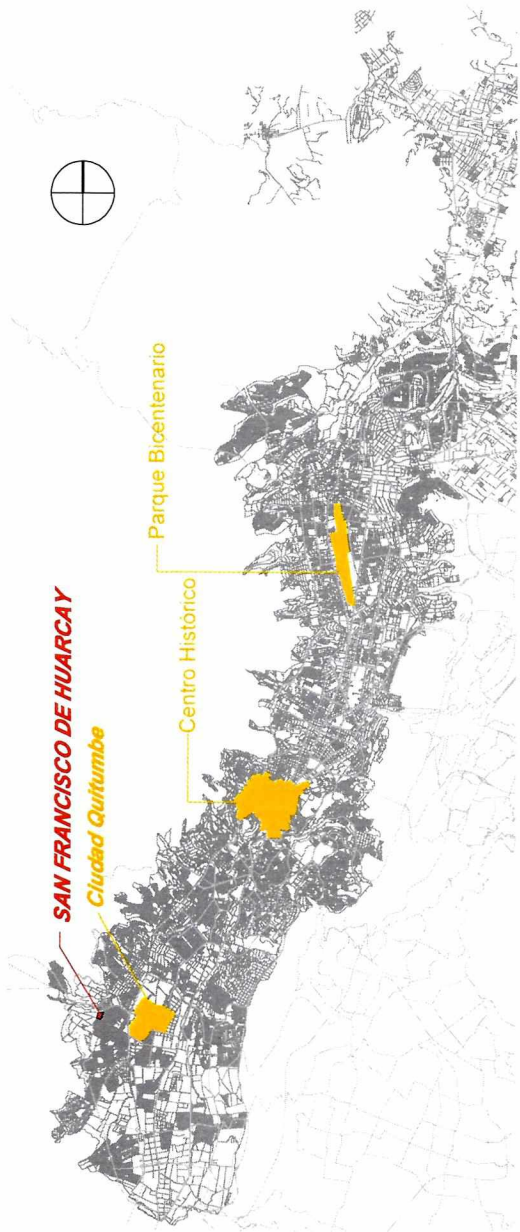 SAN FRANCISCO DE HUARCAY
Ciudad Quitumbe
Centro Histórico
Parque Bicentenario